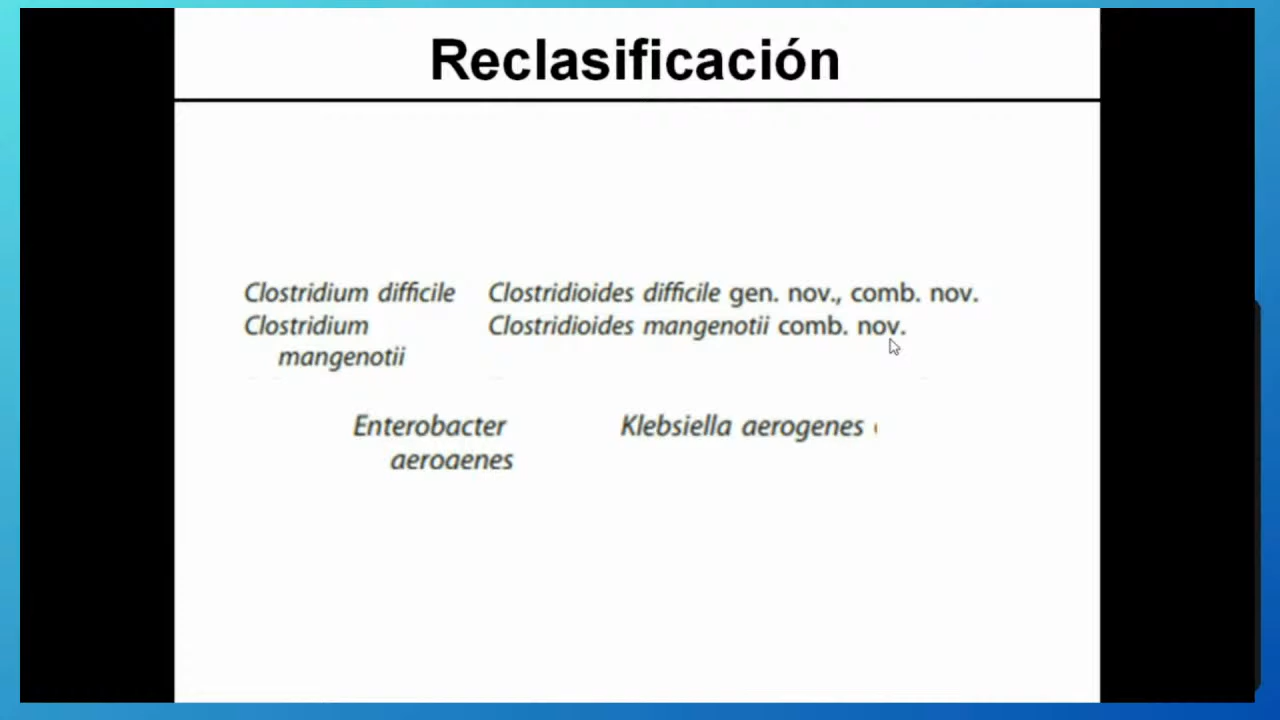 Reclasificación
Clostridium difficile Clostridioides difficile gen. nov., comb. nov.
Clostridium Clostridioides mangenotii comb. nov.
mangenotii
Enterobacter Klebsiella aerogenes
aerogenes